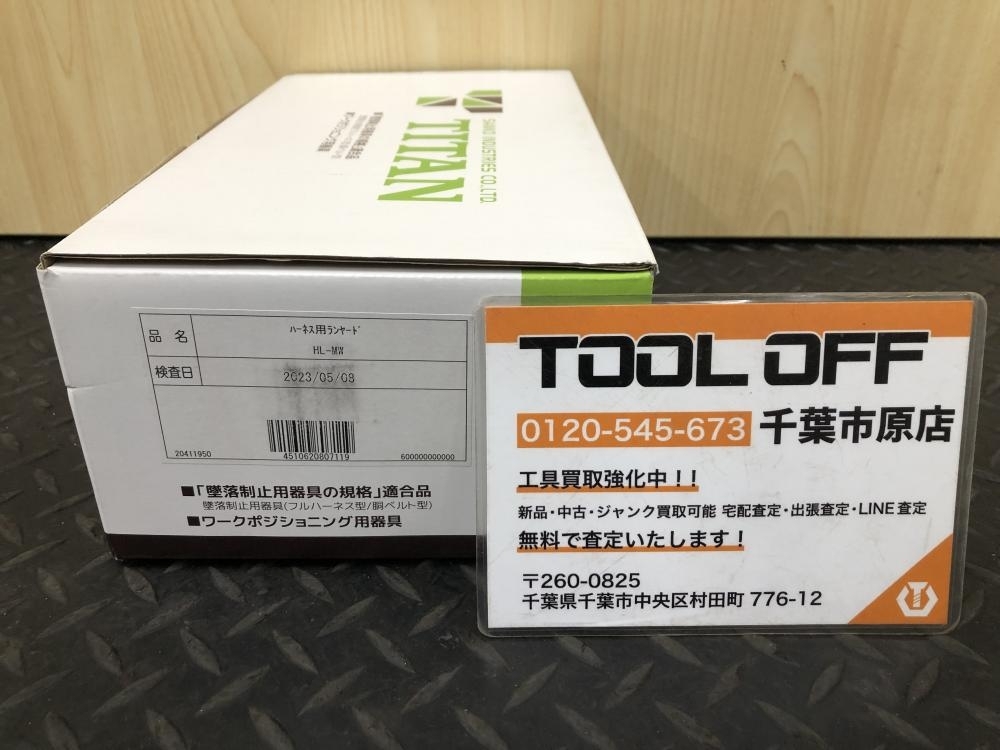 TITAN
SANKO INDUSTRIES CO.,LTD.
品名
ハーネス用ランヤード
HL-MW
検査日
2023/05/08
20411950
4510620807119
600000000000
■「墜落制止用器具の規格」適合品
墜落制止用器具(フルハーネス型/胴ベルト型)
■ワークポジショニング用器具
TOOL OFF
0120-545-673 千葉市原店
工具買取強化中！！
新品・中古・ジャンク買取可能 宅配査定・出張査定・LINE査定
無料で査定いたします！
〒260-0825
千葉県千葉市中央区村田町 776-12